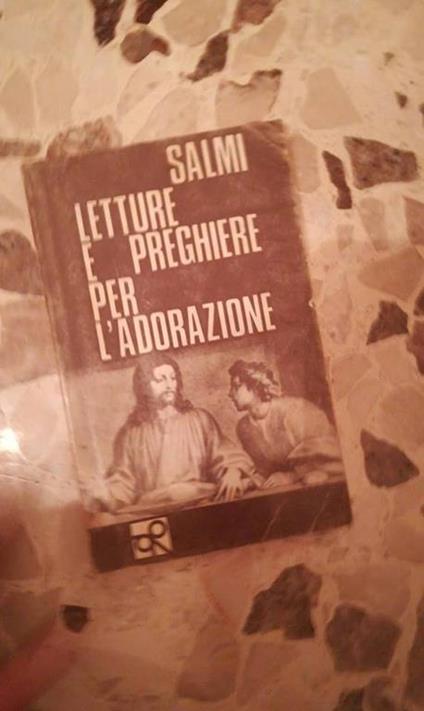 SALMI
LETTURE
E PREGHIERE
PER
L'ADORAZIONE